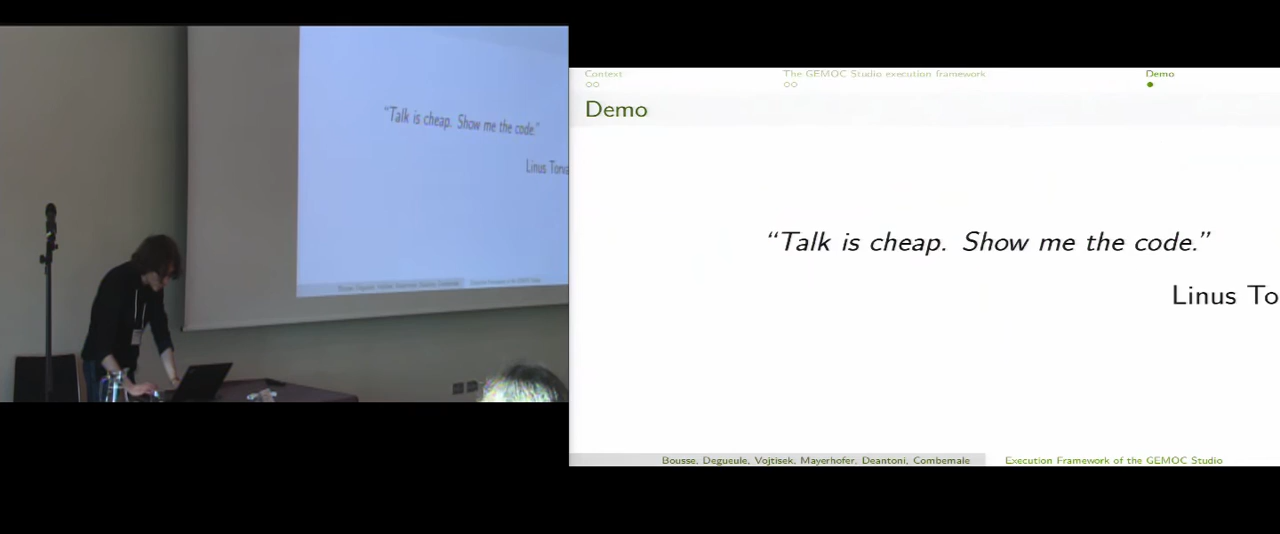 "Talk is cheap. Show me the code."
Linus Torva
Context
The GEMOC Studio execution framework
Demo
Demo
"Talk is cheap. Show me the code."
Linus To
Bousse, Degueule, Vojtisek, Mayerhofer, Deantoni, Combemale
Execution Framework of the GEMOC Studio